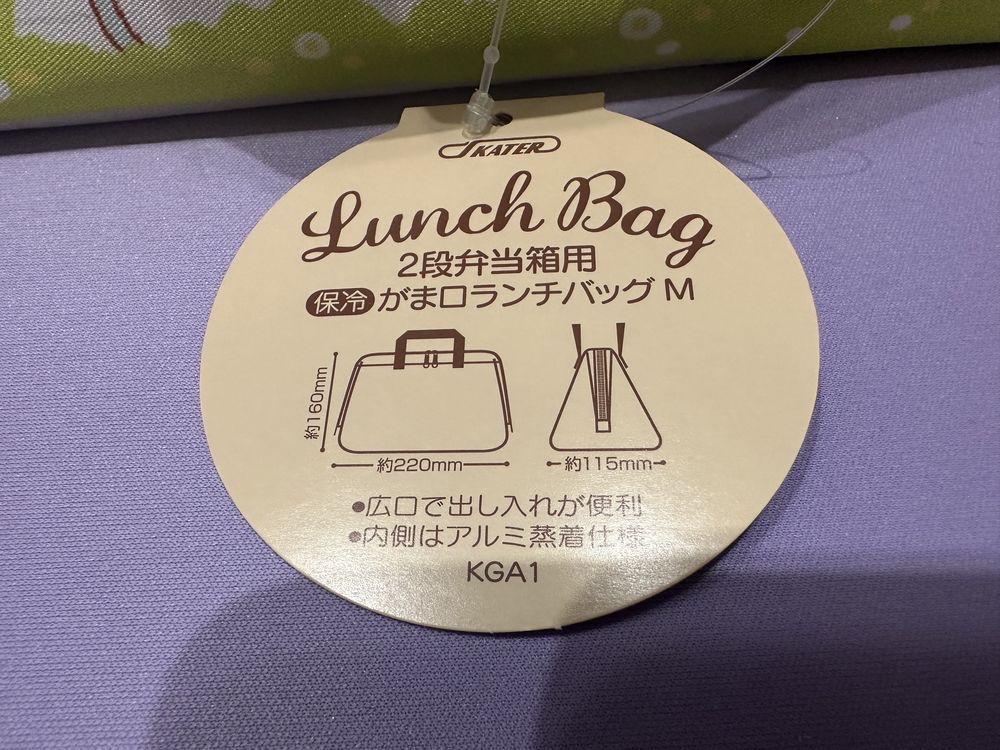 SKATER
Lunch Bag
2段弁当箱用
保冷 がま口ランチバッグ M
約160mm
約220mm
約115mm
●広口で出し入れが便利
●内側はアルミ蒸着仕様
KGA1